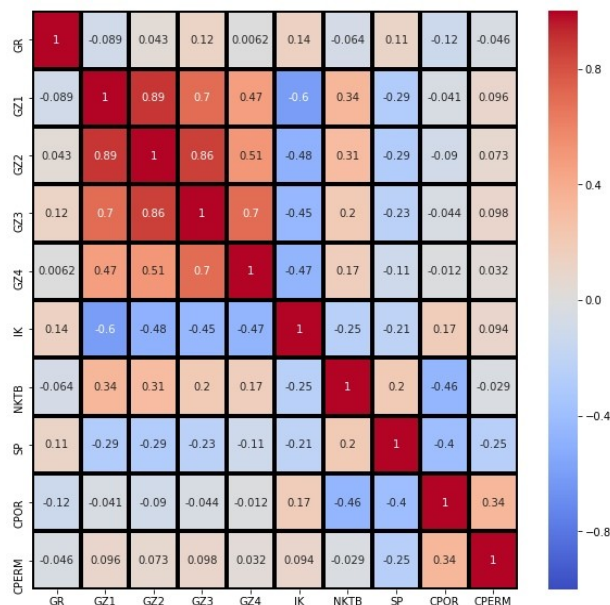 GR 1 -0.089 0.043 0.12 0.0062 0.14 -0.064 0.11 -0.12 -0.046
GZ1 -0.089 1 0.89 0.7 0.47 -0.6 0.34 -0.29 -0.041 0.096
GZ2 0.043 0.89 1 0.86 0.51 -0.48 0.31 -0.29 -0.09 0.073
GZ3 0.12 0.7 0.86 1 0.7 -0.45 0.2 -0.23 -0.044 0.098
GZ4 0.0062 0.47 0.51 0.7 1 -0.47 0.17 -0.11 -0.012 0.032
IK 0.14 -0.6 -0.48 -0.45 -0.47 1 -0.25 -0.21 0.17 0.094
NKTB -0.064 0.34 0.31 0.2 0.17 -0.25 1 0.2 -0.46 -0.029
SP 0.11 -0.29 -0.29 -0.23 -0.11 -0.21 0.2 1 -0.4 -0.25
CPOR -0.12 -0.041 -0.09 -0.044 -0.012 0.17 -0.46 -0.4 1 0.34
CPERM -0.046 0.096 0.073 0.098 0.032 0.094 -0.029 -0.25 0.34 1
GR GZ1 GZ2 GZ3 GZ4 IK NKTB SP CPOR CPERM
0.8
0.4
0.0
-0.4
-0.8